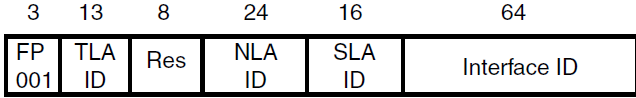 3 13 8 24 16 64
FP TLA Res NLA SLA Interface ID
001 ID ID ID